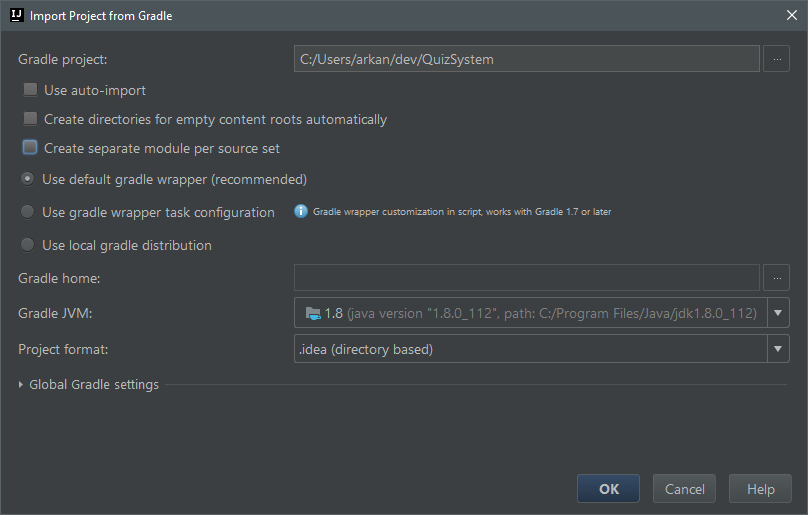 IJ Import Project from Gradle
Gradle project: C:/Users/arkan/dev/QuizSystem ...
Use auto-import
Create directories for empty content roots automatically
Create separate module per source set
Use default gradle wrapper (recommended)
Use gradle wrapper task configuration Gradle wrapper customization in script, works with Gradle 1.7 or later
Use local gradle distribution
Gradle home: ...
Gradle JVM: 1.8 (java version "1.8.0_112", path: C:/Program Files/Java/jdk1.8.0_112)
Project format: .idea (directory based)
Global Gradle settings
OK Cancel Help